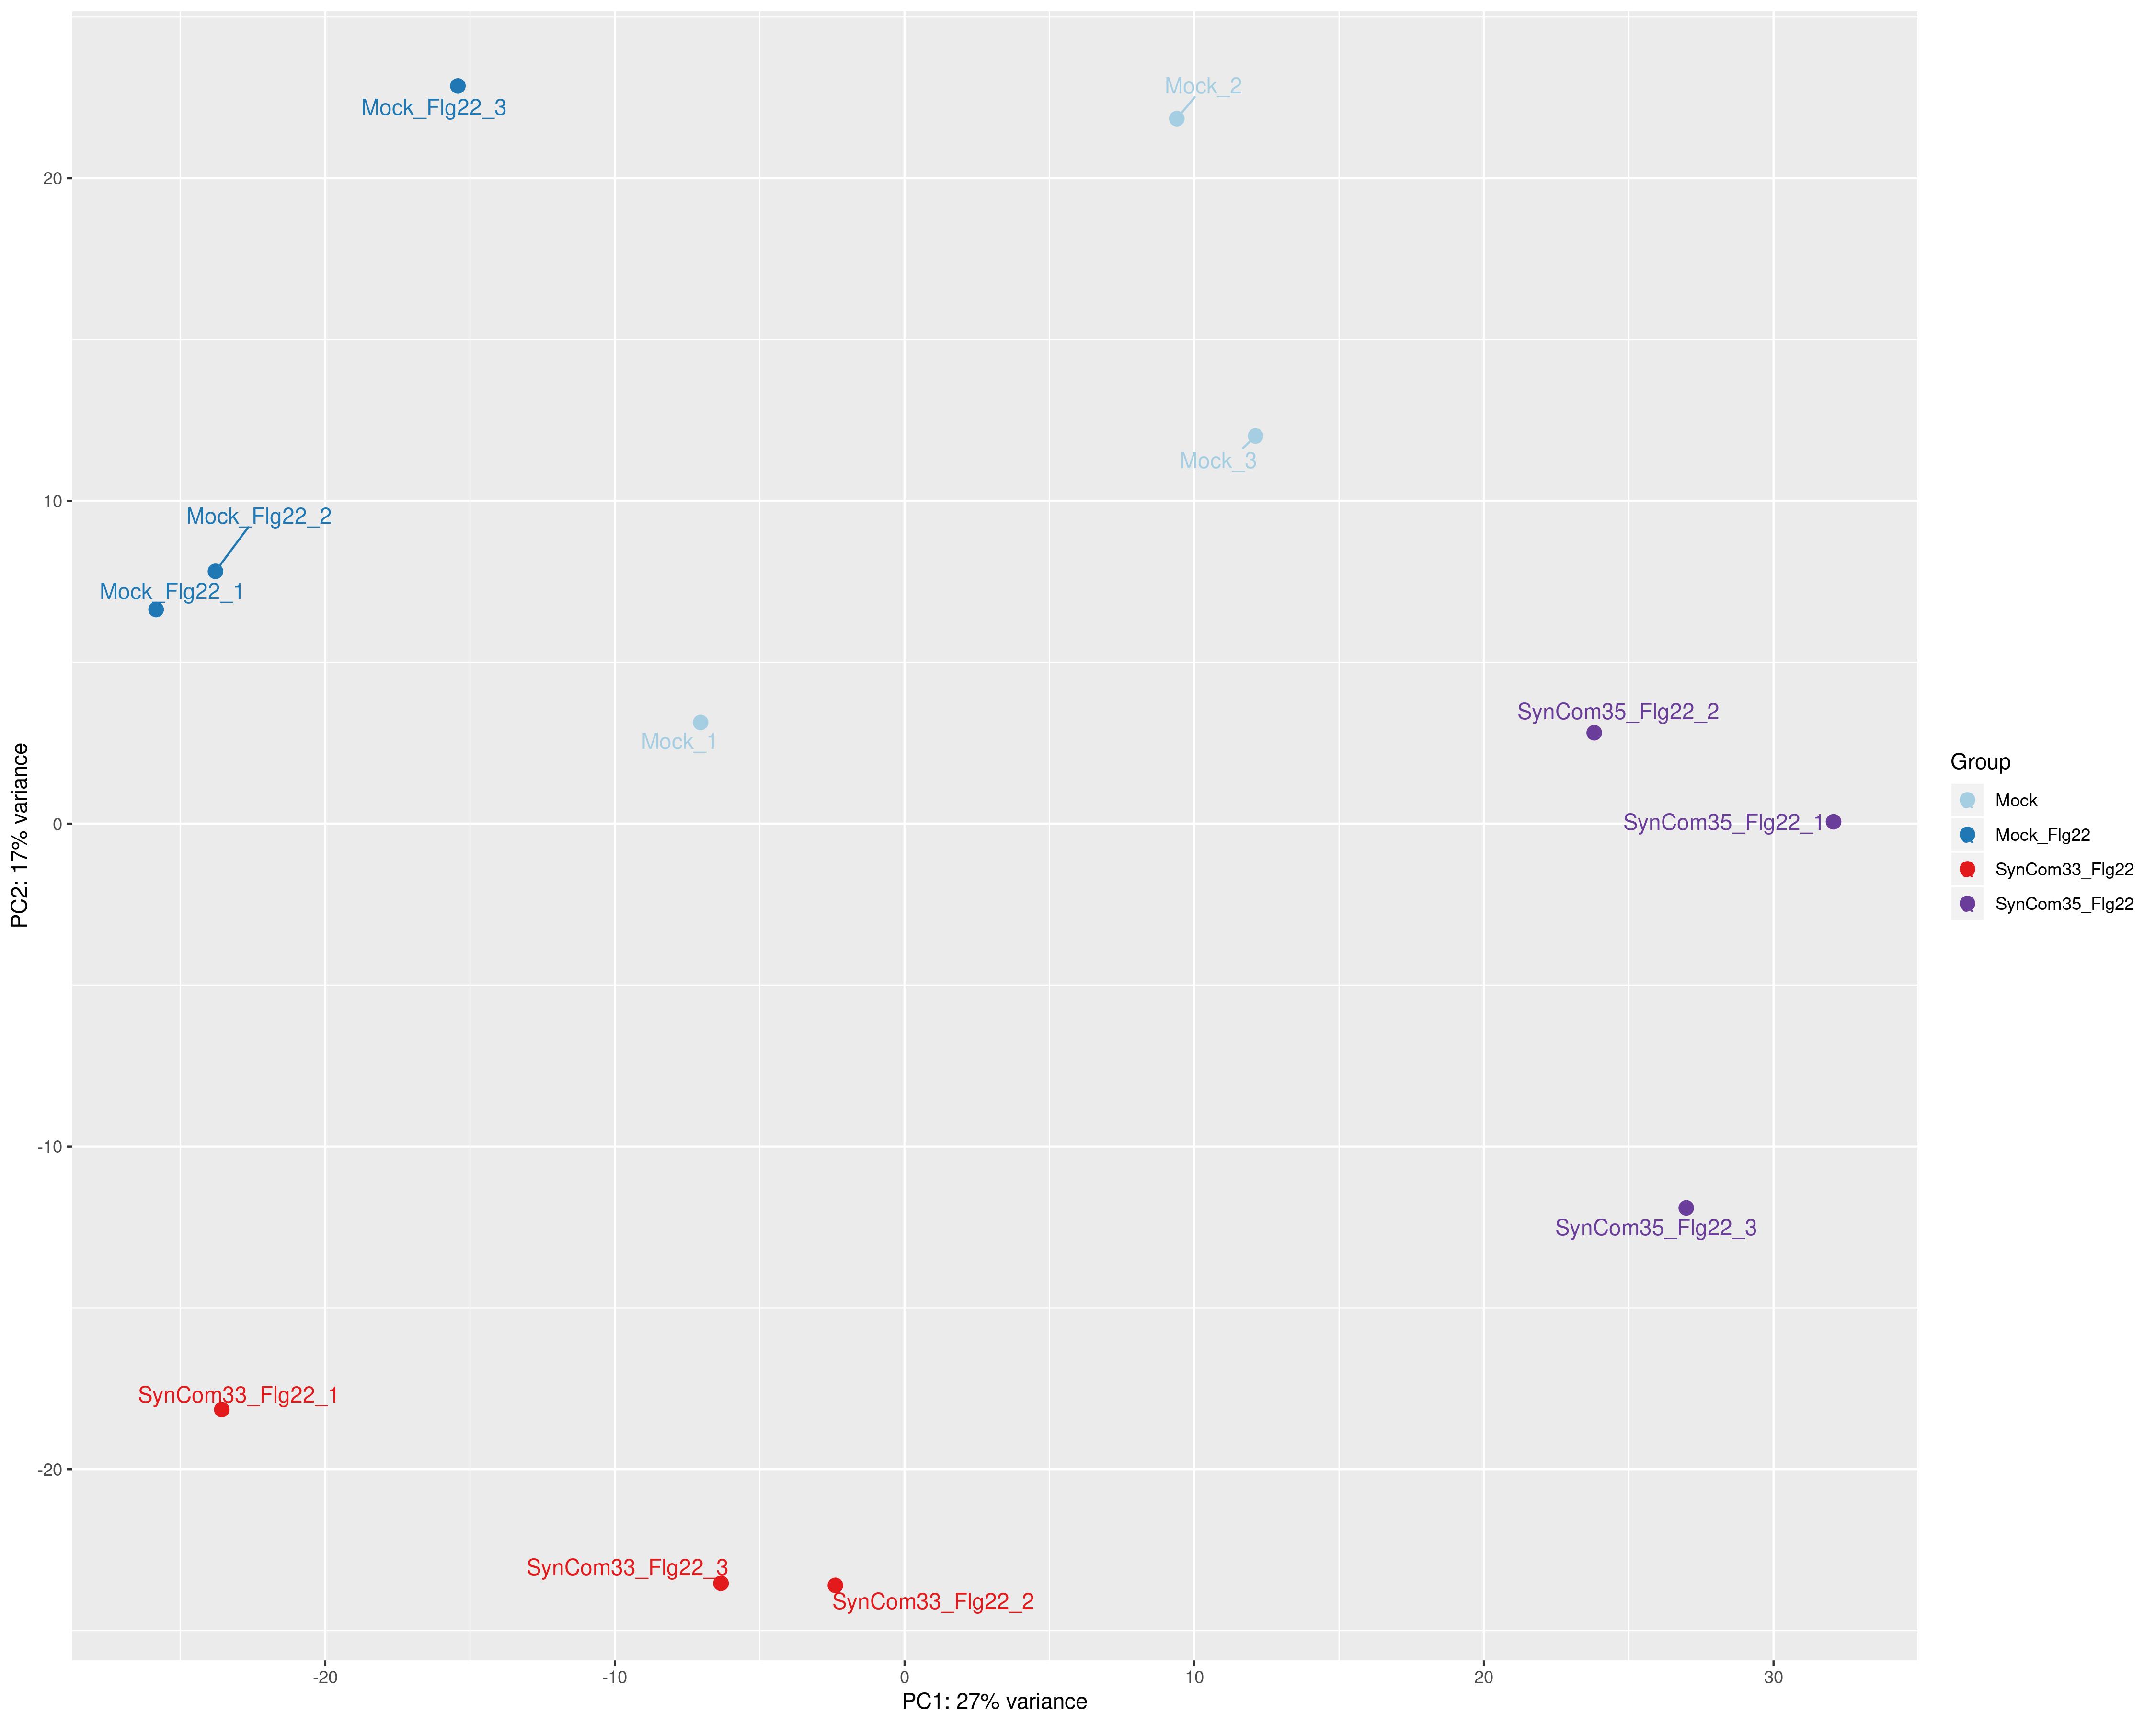 Mock_2
Mock_Flg22_3
Mock_3
Mock_Flg22_2
Mock_Flg22_1
Mock_1
SynCom35_Flg22_2
SynCom35_Flg22_1
SynCom35_Flg22_3
SynCom33_Flg22_1
SynCom33_Flg22_3
SynCom33_Flg22_2
20
10
0
-10
-20
PC2: 17% variance
-20
-10
0
10
20
30
PC1: 27% variance
Group
Mock
Mock_Flg22
SynCom33_Flg22
SynCom35_Flg22